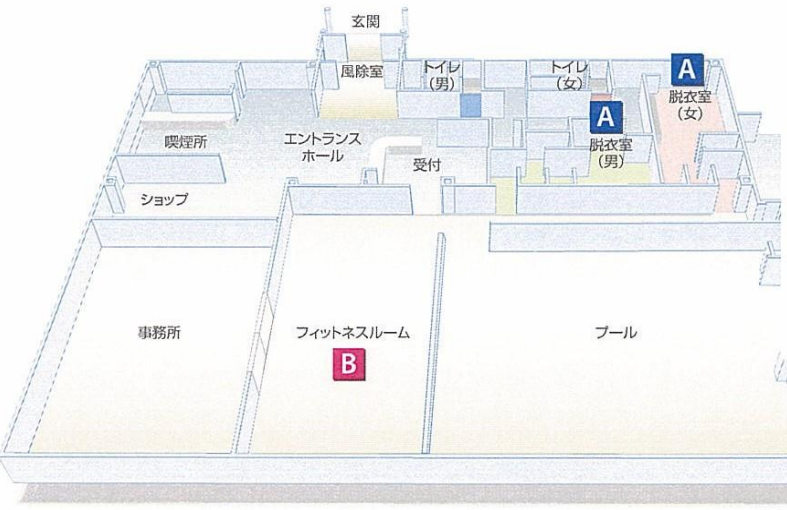 玄関
風除室
トイレ
(男)
トイレ
(女)
A
脱衣室
(女)
A
脱衣室
(男)
喫煙所
エントランス
ホール
受付
ショップ
事務所
フィットネスルーム
B
プール